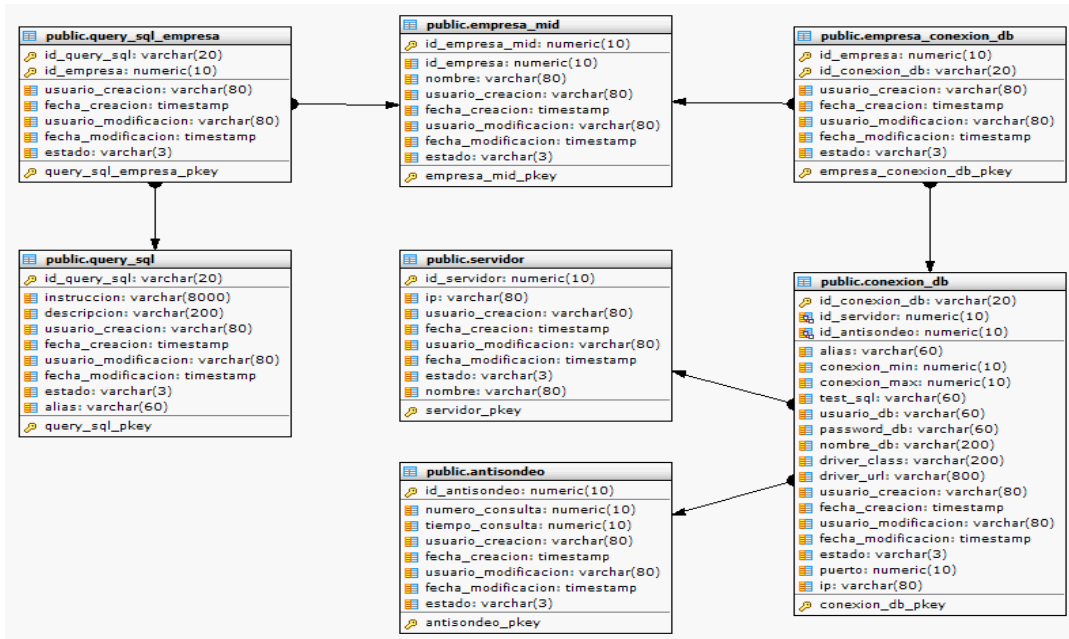 public.query_sql_empresa
id_query_sql: varchar(20)
id_empresa: numeric(10)
usuario_creacion: varchar(80)
fecha_creacion: timestamp
usuario_modificacion: varchar(80)
fecha_modificacion: timestamp
estado: varchar(3)
query_sql_empresa_pkey
public.empresa_mid
id_empresa_mid: numeric(10)
id_empresa: numeric(10)
nombre: varchar(80)
usuario_creacion: varchar(80)
fecha_creacion: timestamp
usuario_modificacion: varchar(80)
fecha_modificacion: timestamp
estado: varchar(3)
empresa_mid_pkey
public.empresa_conexion_db
id_empresa: numeric(10)
id_conexion_db: varchar(20)
usuario_creacion: varchar(80)
fecha_creacion: timestamp
usuario_modificacion: varchar(80)
fecha_modificacion: timestamp
estado: varchar(3)
empresa_conexion_db_pkey
public.query_sql
id_query_sql: varchar(20)
instruccion: varchar(8000)
descripcion: varchar(200)
usuario_creacion: varchar(80)
fecha_creacion: timestamp
usuario_modificacion: varchar(80)
fecha_modificacion: timestamp
estado: varchar(3)
alias: varchar(60)
query_sql_pkey
public.servidor
id_servidor: numeric(10)
ip: varchar(80)
usuario_creacion: varchar(80)
fecha_creacion: timestamp
usuario_modificacion: varchar(80)
fecha_modificacion: timestamp
estado: varchar(3)
nombre: varchar(80)
servidor_pkey
public.conexion_db
id_conexion_db: varchar(20)
id_servidor: numeric(10)
id_antisondeo: numeric(10)
alias: varchar(60)
conexion_min: numeric(10)
conexion_max: numeric(10)
test_sql: varchar(60)
usuario_db: varchar(60)
password_db: varchar(60)
nombre_db: varchar(200)
driver_class: varchar(200)
driver_url: varchar(800)
usuario_creacion: varchar(80)
fecha_creacion: timestamp
usuario_modificacion: varchar(80)
fecha_modificacion: timestamp
estado: varchar(3)
puerto: numeric(10)
ip: varchar(80)
conexion_db_pkey
public.antisondeo
id_antisondeo: numeric(10)
numero_consulta: numeric(10)
tiempo_consulta: numeric(10)
usuario_creacion: varchar(80)
fecha_creacion: timestamp
usuario_modificacion: varchar(80)
fecha_modificacion: timestamp
estado: varchar(3)
antisondeo_pkey